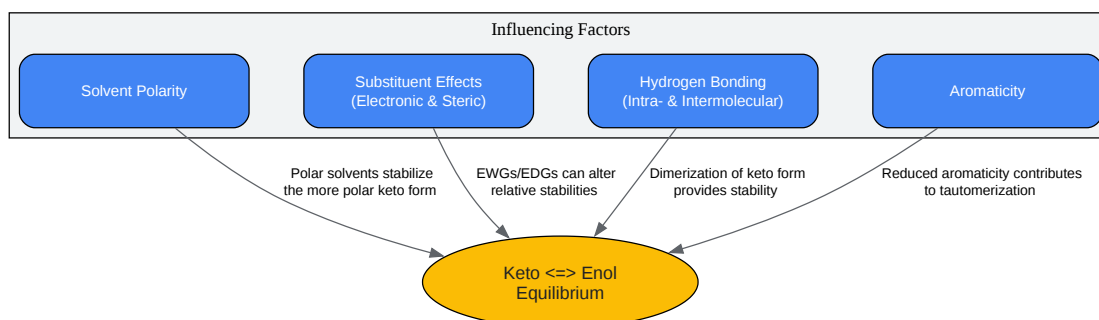 Influencing Factors
Solvent Polarity
Substituent Effects
(Electronic & Steric)
Hydrogen Bonding
(Intra- & Intermolecular)
Aromaticity
Polar solvents stabilize
the more polar keto form
EWGs/EDGs can alter
relative stabilities
Dimerization of keto form
provides stability
Reduced aromaticity contributes
to tautomerization
Keto <=> Enol
Equilibrium